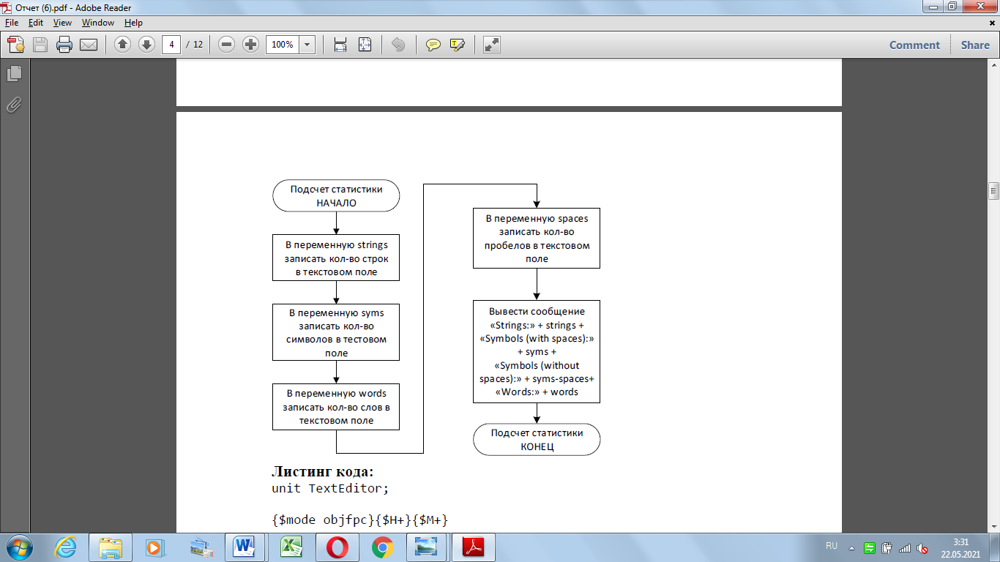 Отчет (6).pdf - Adobe Reader
File Edit View Window Help
4 / 12 100% Comment Share
Подсчет статистики
НАЧАЛО
В переменную strings
записать кол-во строк
в текстовом поле
В переменную syms
записать кол-во
символов в тестовом
поле
В переменную words
записать кол-во слов в
текстовом поле
В переменную spaces
записать кол-во
пробелов в текстовом
поле
Вывести сообщение
«Strings:» + strings +
«Symbols (with spaces):»
+ syms +
«Symbols (without
spaces):» + syms-spaces+
«Words:» + words
Подсчет статистики
КОНЕЦ
Листинг кода:
unit TextEditor;
{$mode objfpc}{$H+}{$M+}
RU
3:31
22.05.2021